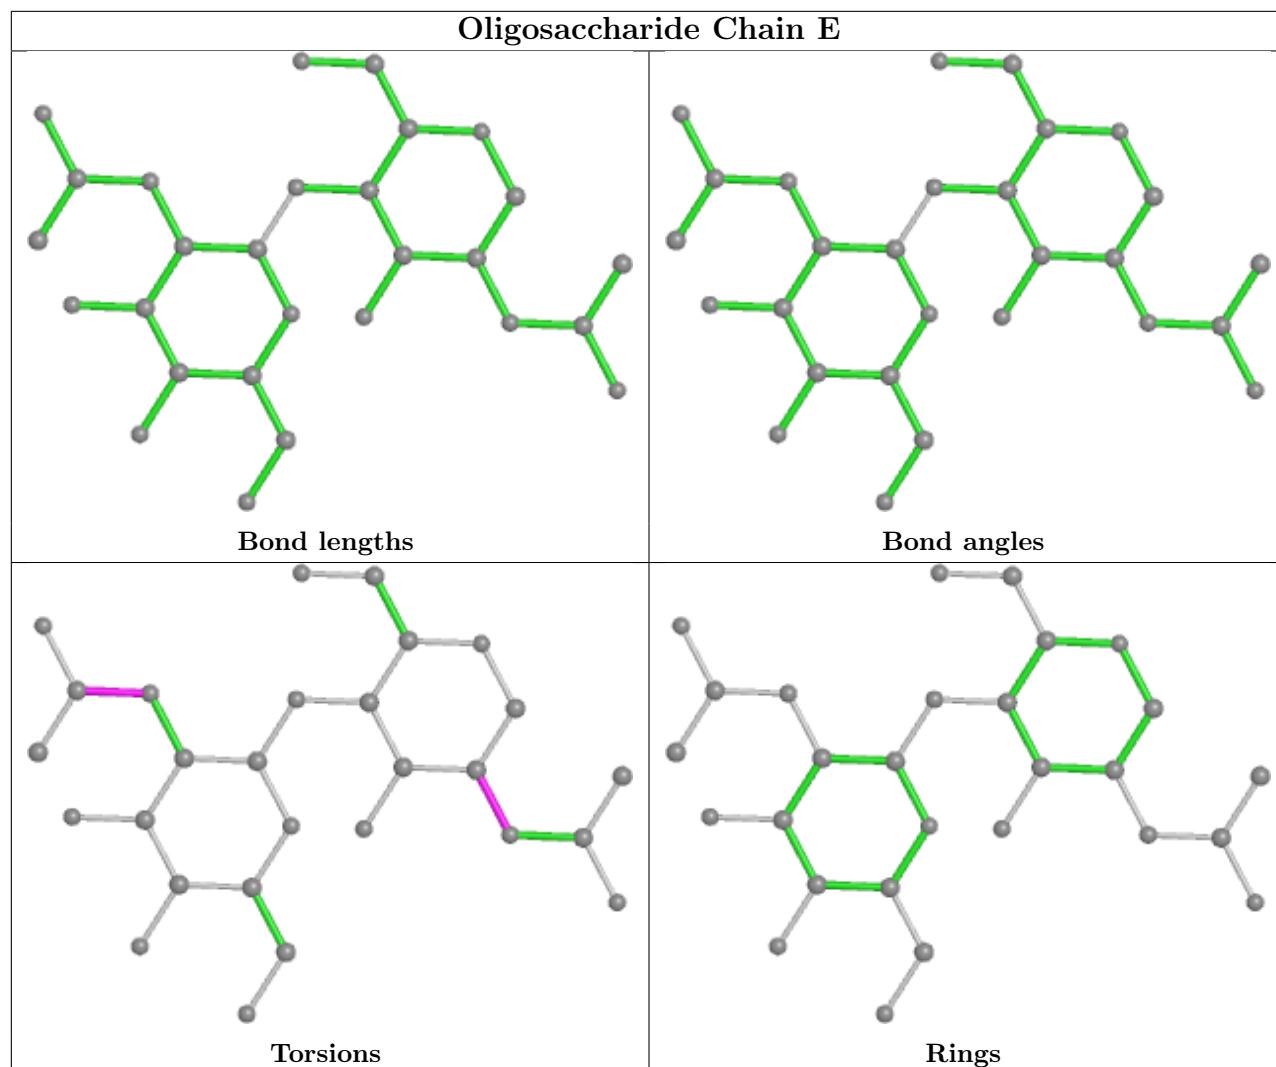 Oligosaccharide Chain E
Bond lengths
Bond angles
Torsions
Rings